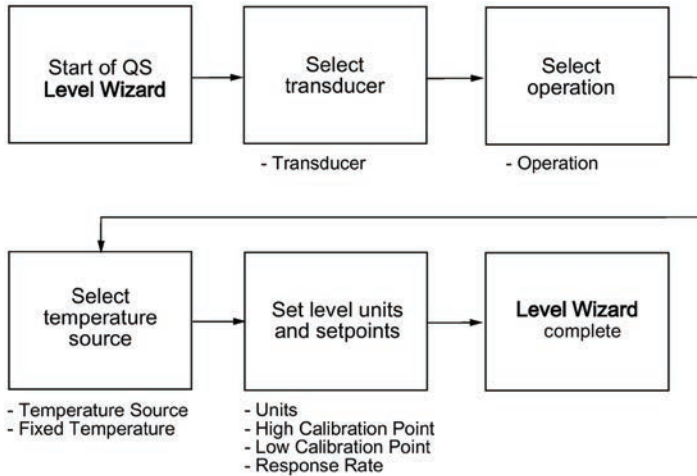 Start of QS
Level Wizard
Select
transducer
Select
operation
- Transducer
- Operation
Select
temperature
source
Set level units
and setpoints
Level Wizard
complete
- Temperature Source
- Fixed Temperature
- Units
- High Calibration Point
- Low Calibration Point
- Response Rate